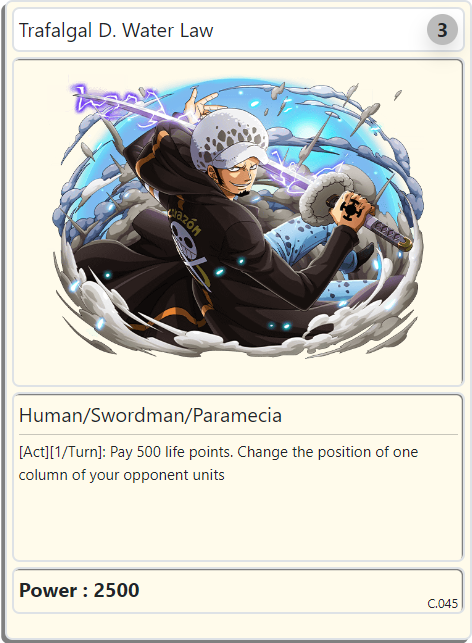 Trafalgal D. Water Law
3
Human/Swordman/Paramecia
[Act][1/Turn]: Pay 500 life points. Change the position of one
column of your opponent units
Power : 2500
C.045